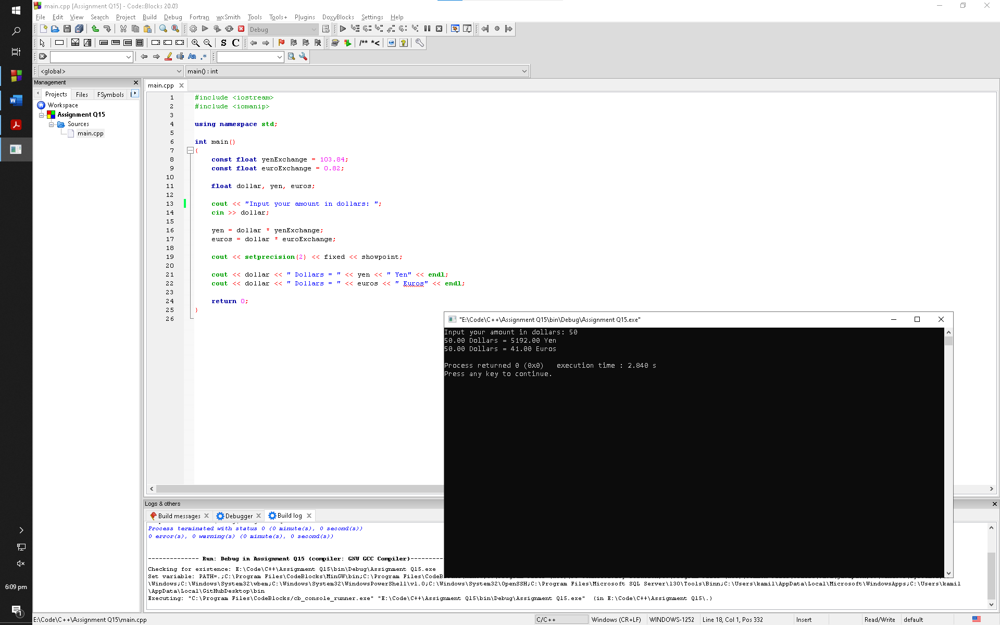 main.cpp [Assignment Q15] - Code::Blocks 20.03
File Edit View Search Project Build Debug Fortran wxSmith Tools Tools+ Plugins DoxyBlocks Settings Help
Debug
S C /** *<
Aa .*
<global> main() : int
Management
Projects Files FSymbols
Workspace
Assignment Q15
Sources
main.cpp
main.cpp
1 #include <iostream>
2 #include <iomanip>
3
4 using namespace std;
5
6 int main()
7 {
8 const float yenExchange = 103.84;
9 const float euroExchange = 0.82;
10
11 float dollar, yen, euros;
12
13 cout << "Input your amount in dollars: ";
14 cin >> dollar;
15
16 yen = dollar * yenExchange;
17 euros = dollar * euroExchange;
18
19 cout << setprecision(2) << fixed << showpoint;
20
21 cout << dollar << " Dollars = " << yen << " Yen" << endl;
22 cout << dollar << " Dollars = " << euros << " Euros" << endl;
23
24 return 0;
25 }
26
"E:\Code\C++\Assignment Q15\bin\Debug\Assignment Q15.exe"
Input your amount in dollars: 50
50.00 Dollars = 5192.00 Yen
50.00 Dollars = 41.00 Euros
Process returned 0 (0x0) execution time : 2.840 s
Press any key to continue.
Logs & others
Build messages Debugger Build log
Process terminated with status 0 (0 minute(s), 0 second(s))
0 error(s), 0 warning(s) (0 minute(s), 0 second(s))
-------------- Run: Debug in Assignment Q15 (compiler: GNU GCC Compiler)-----------
Checking for existence: E:\Code\C++\Assignment Q15\bin\Debug\Assignment Q15.exe
Set variable: PATH=.;C:\Program Files\CodeBlocks\MinGW\bin;C:\Program Files\CodeB
\Windows;C:\Windows\System32\wbem;C:\Windows\System32\WindowsPowerShell\v1.0;C:\Windows\System32\OpenSSH;C:\Program Files\Microsoft SQL Server\130\Tools\Binn;C:\Users\kamil\AppData\Local\Microsoft\WindowsApps;C:\Users\kamil
\AppData\Local\GitHubDesktop\bin
Executing: "C:\Program Files\CodeBlocks/cb_console_runner.exe" "E:\Code\C++\Assignment Q15\bin\Debug\Assignment Q15.exe" (in E:\Code\C++\Assignment Q15\.)
6:09 pm
1
E:\Code\C++\Assignment Q15\main.cpp C/C++ Windows (CR+LF) WINDOWS-1252 Line 18, Col 1, Pos 332 Insert Read/Write default